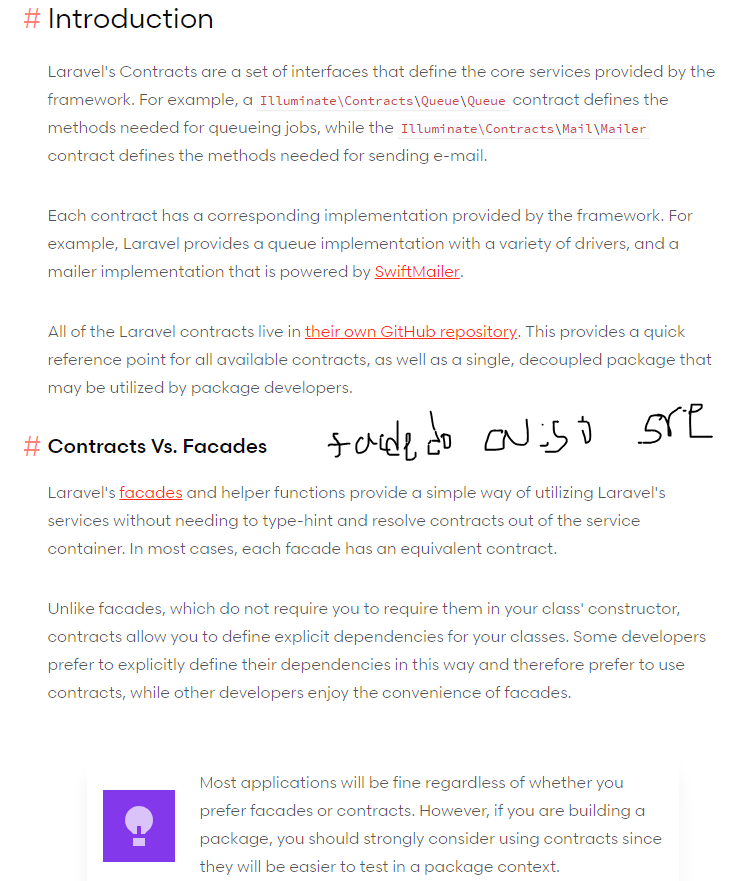 # Introduction
Laravel's Contracts are a set of interfaces that define the core services provided by the
framework. For example, a Illuminate\Contracts\Queue\Queue contract defines the
methods needed for queueing jobs, while the Illuminate\Contracts\Mail\Mailer
contract defines the methods needed for sending e-mail.
Each contract has a corresponding implementation provided by the framework. For
example, Laravel provides a queue implementation with a variety of drivers, and a
mailer implementation that is powered by SwiftMailer.
All of the Laravel contracts live in their own GitHub repository. This provides a quick
reference point for all available contracts, as well as a single, decoupled package that
may be utilized by package developers.
# Contracts Vs. Facades
Laravel's facades and helper functions provide a simple way of utilizing Laravel's
services without needing to type-hint and resolve contracts out of the service
container. In most cases, each facade has an equivalent contract.
Unlike facades, which do not require you to require them in your class' constructor,
contracts allow you to define explicit dependencies for your classes. Some developers
prefer to explicitly define their dependencies in this way and therefore prefer to use
contracts, while other developers enjoy the convenience of facades.
Most applications will be fine regardless of whether you
prefer facades or contracts. However, if you are building a
package, you should strongly consider using contracts since
they will be easier to test in a package context.